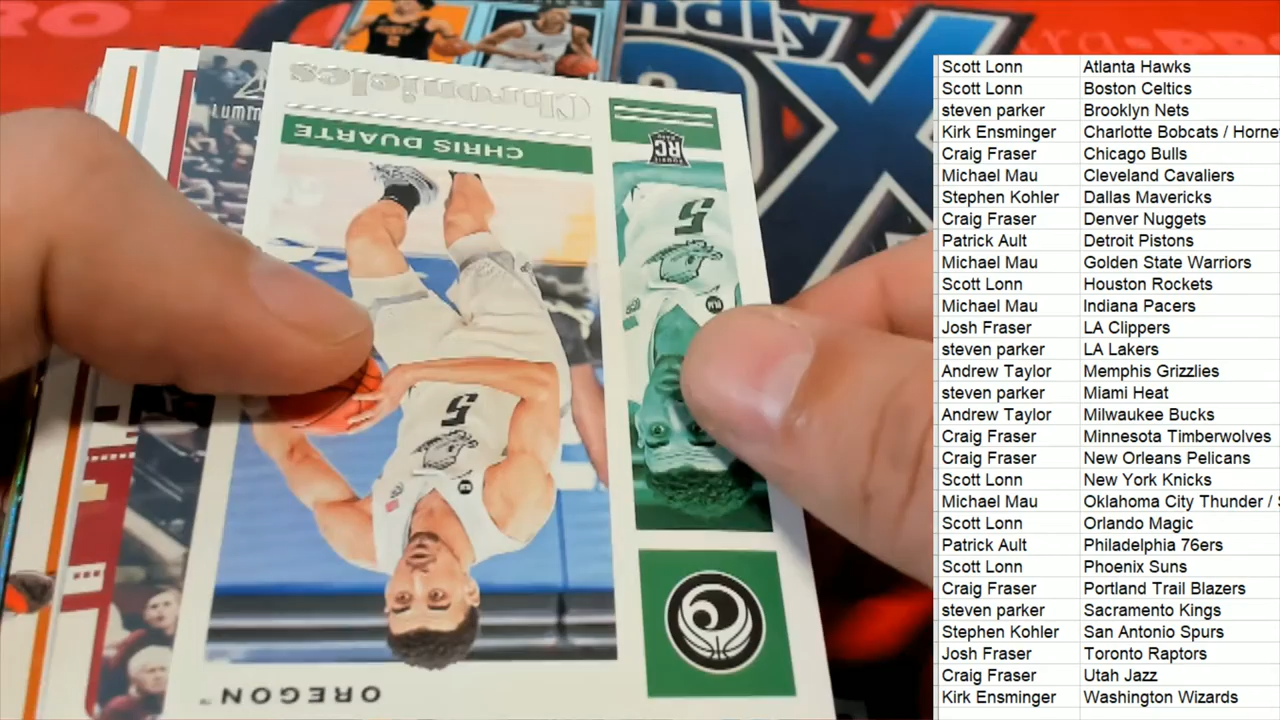 Chronicles
CHRIS DUARTE
RC
5
5
OREGON
LUMI
ndly
OX
Scott Lonn Atlanta Hawks
Scott Lonn Boston Celtics
steven parker Brooklyn Nets
Kirk Ensminger Charlotte Bobcats / Horne
Craig Fraser Chicago Bulls
Michael Mau Cleveland Cavaliers
Stephen Kohler Dallas Mavericks
Craig Fraser Denver Nuggets
Patrick Ault Detroit Pistons
Michael Mau Golden State Warriors
Scott Lonn Houston Rockets
Michael Mau Indiana Pacers
Josh Fraser LA Clippers
steven parker LA Lakers
Andrew Taylor Memphis Grizzlies
steven parker Miami Heat
Andrew Taylor Milwaukee Bucks
Craig Fraser Minnesota Timberwolves
Craig Fraser New Orleans Pelicans
Scott Lonn New York Knicks
Michael Mau Oklahoma City Thunder / S
Scott Lonn Orlando Magic
Patrick Ault Philadelphia 76ers
Scott Lonn Phoenix Suns
Craig Fraser Portland Trail Blazers
steven parker Sacramento Kings
Stephen Kohler San Antonio Spurs
Josh Fraser Toronto Raptors
Craig Fraser Utah Jazz
Kirk Ensminger Washington Wizards